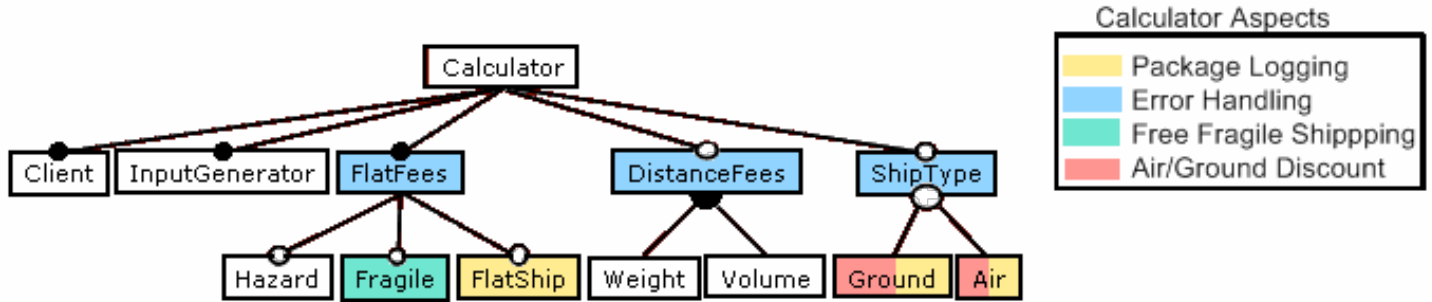 Calculator Aspects
Package Logging
Error Handling
Free Fragile Shippping
Air/Ground Discount
Calculator
Client InputGenerator FlatFees DistanceFees ShipType
Hazard Fragile FlatShip Weight Volume Ground Air